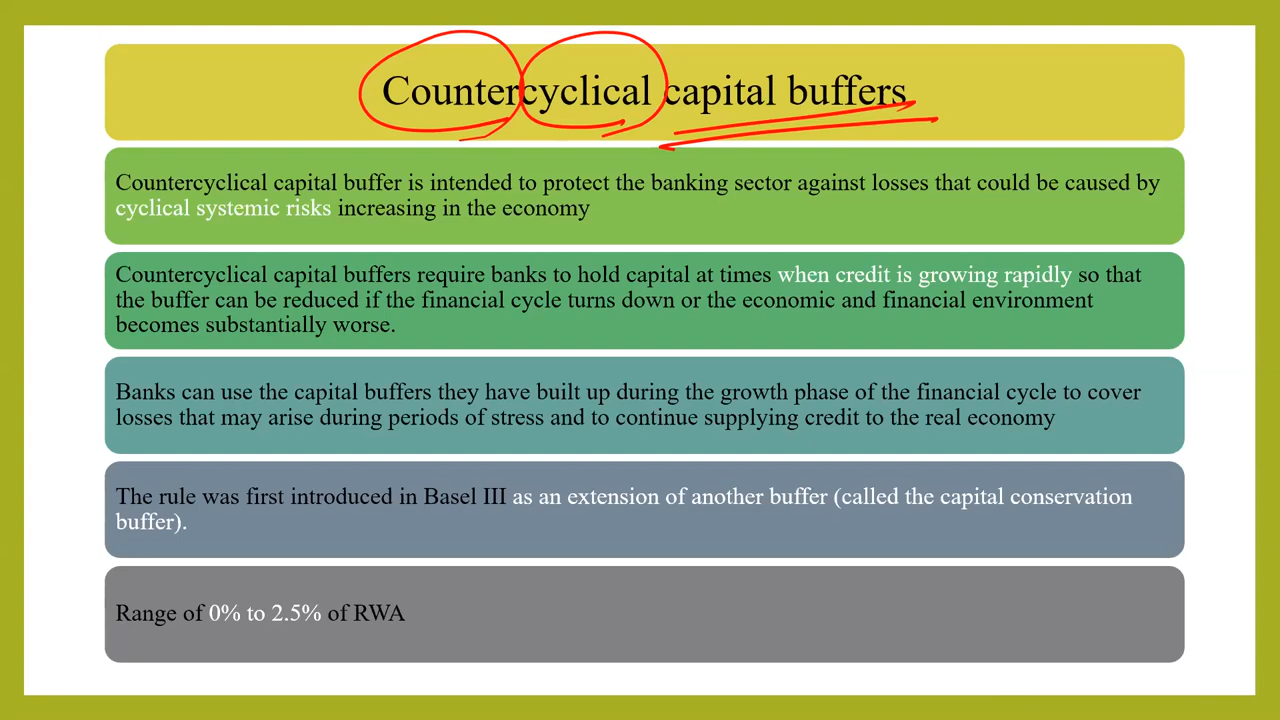 Countercyclical capital buffers
Countercyclical capital buffer is intended to protect the banking sector against losses that could be caused by
cyclical systemic risks increasing in the economy
Countercyclical capital buffers require banks to hold capital at times when credit is growing rapidly so that
the buffer can be reduced if the financial cycle turns down or the economic and financial environment
becomes substantially worse.
Banks can use the capital buffers they have built up during the growth phase of the financial cycle to cover
losses that may arise during periods of stress and to continue supplying credit to the real economy
The rule was first introduced in Basel III as an extension of another buffer (called the capital conservation
buffer).
Range of 0% to 2.5% of RWA